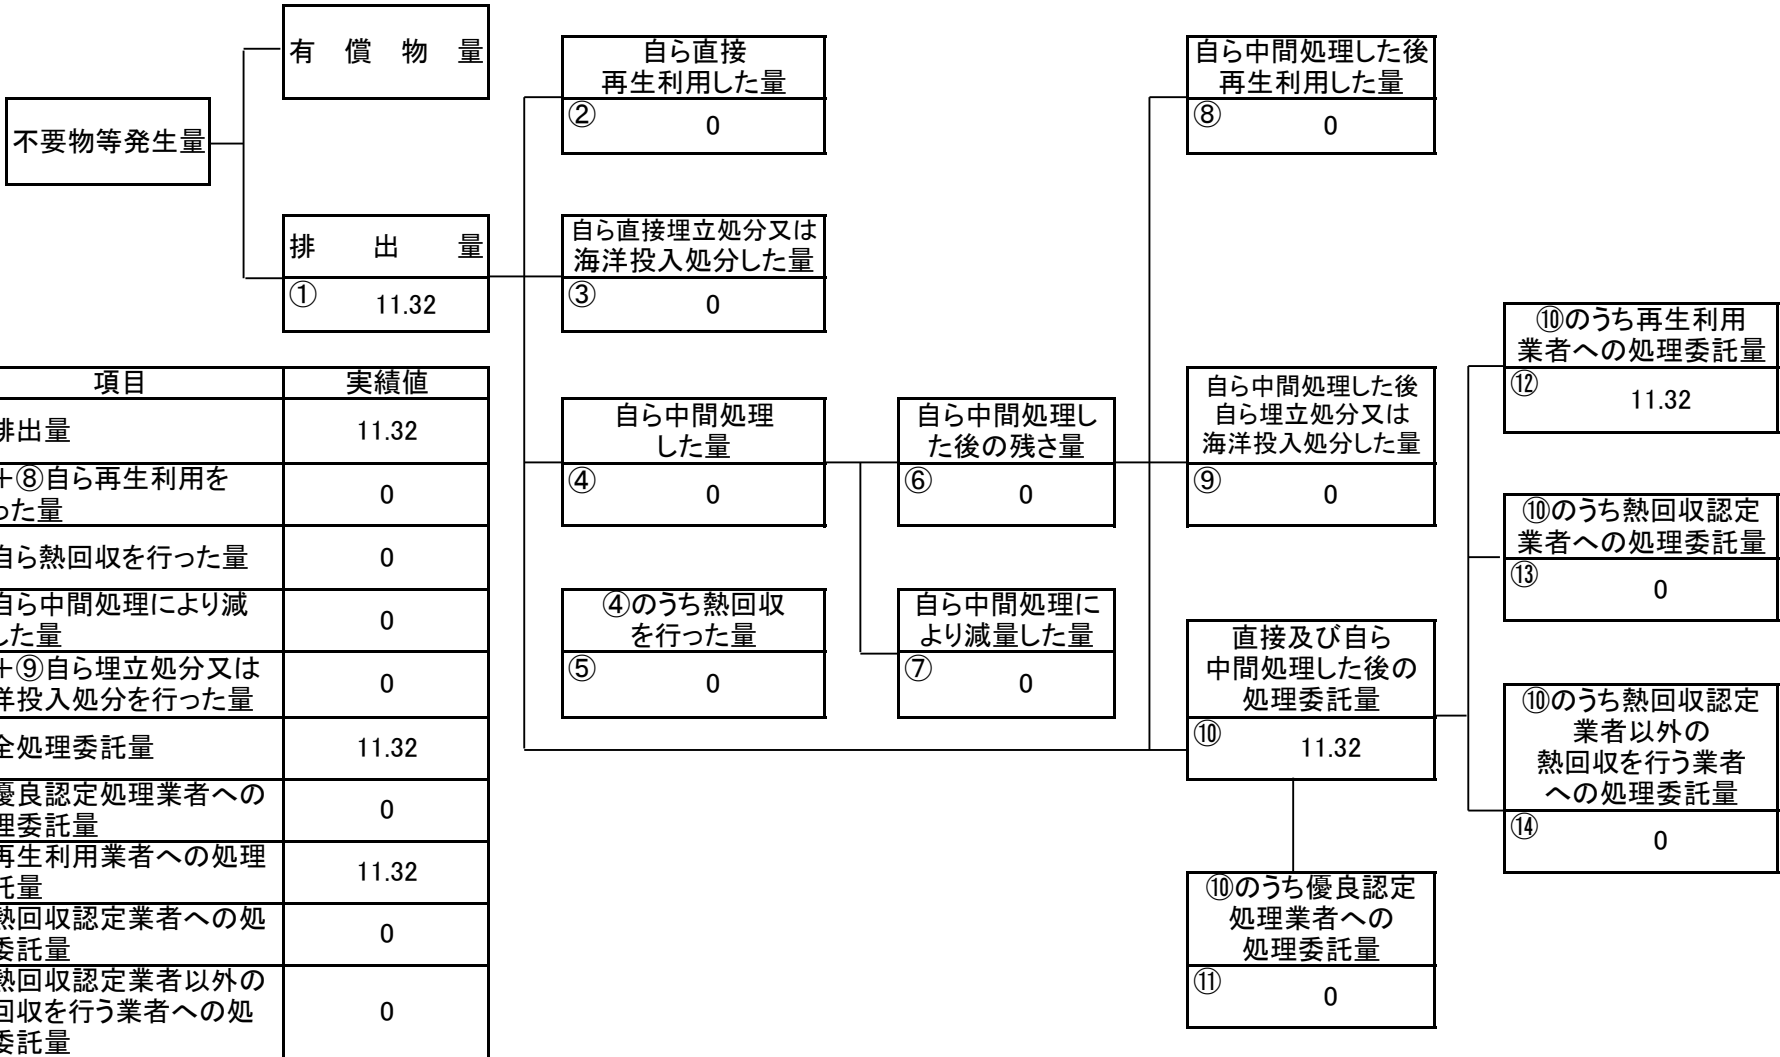 有償物量
不要物等発生量
排出量
①
11.32
自ら直接
再生利用した量
②
0
自ら直接埋立処分又は
海洋投入処分した量
③
0
自ら中間処理
した量
④
0
④のうち熱回収
を行った量
⑤
0
自ら中間処理し
た後の残さ量
⑥
0
自ら中間処理に
より減量した量
⑦
0
自ら中間処理した後
再生利用した量
⑧
0
自ら中間処理した後
自ら埋立処分又は
海洋投入処分した量
⑨
0
直接及び自ら
中間処理した後の
処理委託量
⑩
11.32
⑩のうち優良認定
処理業者への
処理委託量
⑪
0
⑩のうち再生利用
業者への処理委託量
⑫
11.32
⑩のうち熱回収認定
業者への処理委託量
⑬
0
⑩のうち熱回収認定
業者以外の
熱回収を行う業者
への処理委託量
⑭
0
項目 実績値
排出量 11.32
+⑧自ら再生利用を
った量 0
自ら熱回収を行った量 0
自ら中間処理により減
した量 0
+⑨自ら埋立処分又は
洋投入処分を行った量 0
全処理委託量 11.32
優良認定処理業者への
理委託量 0
再生利用業者への処理
託量 11.32
熱回収認定業者への処
委託量 0
熱回収認定業者以外の
回収を行う業者への処
委託量 0